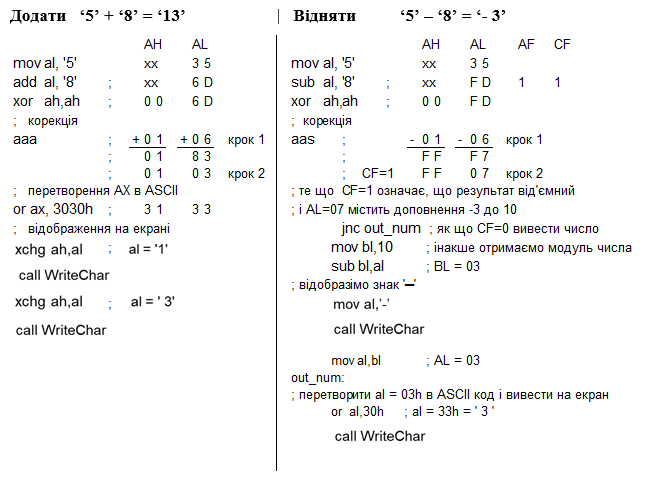 Додати ‘5’ + ‘8’ = ‘13’
AH AL
mov al, '5' xx 3 5
add al, '8' ; xx 6 D
xor ah,ah ; 0 0 6 D
; корекція
aaa ; + 0 1 + 0 6 крок 1
; 0 1 8 3
; 0 1 0 3 крок 2
; перетворення AX в ASCII
or ax, 3030h ; 3 1 3 3
; відображення на екрані
xchg ah,al ; al = '1'
call WriteChar
xchg ah,al ; al = ' 3'
call WriteChar
Відняти ‘5’ – ‘8’ = ‘- 3’
AH AL AF CF
mov al, '5' xx 3 5
sub al, '8' ; xx F D 1 1
xor ah,ah ; 0 0 F D
; корекція
aas ; - 0 1 - 0 6 крок 1
; F F F 7
; CF=1 F F 0 7 крок 2
; те що CF=1 означає, що результат від'ємний
; і AL=07 містить доповнення -3 до 10
jnc out_num ; як що CF=0 вивести число
mov bl,10 ; інакше отримаємо модуль числа
sub bl,al ; BL = 03
; відобразімо знак '–'
mov al,'-'
call WriteChar
mov al,bl ; AL = 03
out_num:
; перетворити al = 03h в ASCII код і вивести на екран
or al,30h ; al = 33h = ' 3 '
call WriteChar